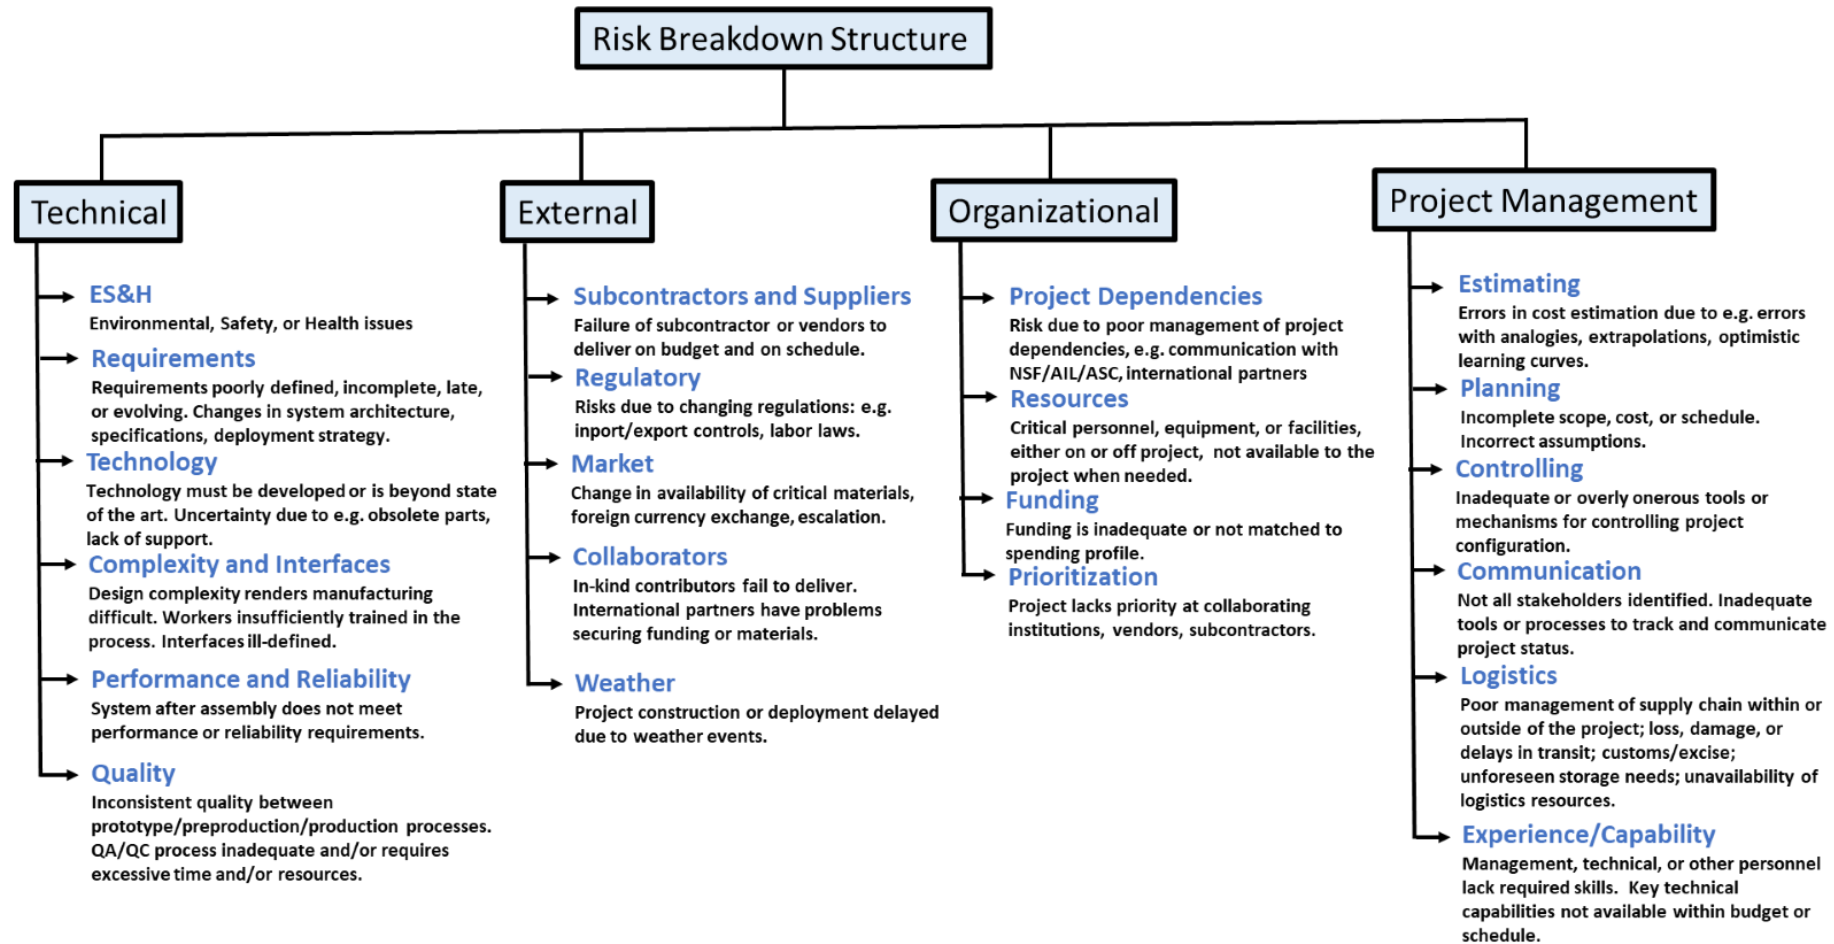 Risk Breakdown Structure
Technical
ES&H
Environmental, Safety, or Health issues
Requirements
Requirements poorly defined, incomplete, late,
or evolving. Changes in system architecture,
specifications, deployment strategy.
Technology
Technology must be developed or is beyond state
of the art. Uncertainty due to e.g. obsolete parts,
lack of support.
Complexity and Interfaces
Design complexity renders manufacturing
difficult. Workers insufficiently trained in the
process. Interfaces ill-defined.
Performance and Reliability
System after assembly does not meet
performance or reliability requirements.
Quality
Inconsistent quality between
prototype/preproduction/production processes.
QA/QC process inadequate and/or requires
excessive time and/or resources.
External
Subcontractors and Suppliers
Failure of subcontractor or vendors to
deliver on budget and on schedule.
Regulatory
Risks due to changing regulations: e.g.
inport/export controls, labor laws.
Market
Change in availability of critical materials,
foreign currency exchange, escalation.
Collaborators
In-kind contributors fail to deliver.
International partners have problems
securing funding or materials.
Weather
Project construction or deployment delayed
due to weather events.
Organizational
Project Dependencies
Risk due to poor management of project
dependencies, e.g. communication with
NSF/AIL/ASC, international partners
Resources
Critical personnel, equipment, or facilities,
either on or off project, not available to the
project when needed.
Funding
Funding is inadequate or not matched to
spending profile.
Prioritization
Project lacks priority at collaborating
institutions, vendors, subcontractors.
Project Management
Estimating
Errors in cost estimation due to e.g. errors
with analogies, extrapolations, optimistic
learning curves.
Planning
Incomplete scope, cost, or schedule.
Incorrect assumptions.
Controlling
Inadequate or overly onerous tools or
mechanisms for controlling project
configuration.
Communication
Not all stakeholders identified. Inadequate
tools or processes to track and communicate
project status.
Logistics
Poor management of supply chain within or
outside of the project; loss, damage, or
delays in transit; customs/excise;
unforeseen storage needs; unavailability of
logistics resources.
Experience/Capability
Management, technical, or other personnel
lack required skills. Key technical
capabilities not available within budget or
schedule.